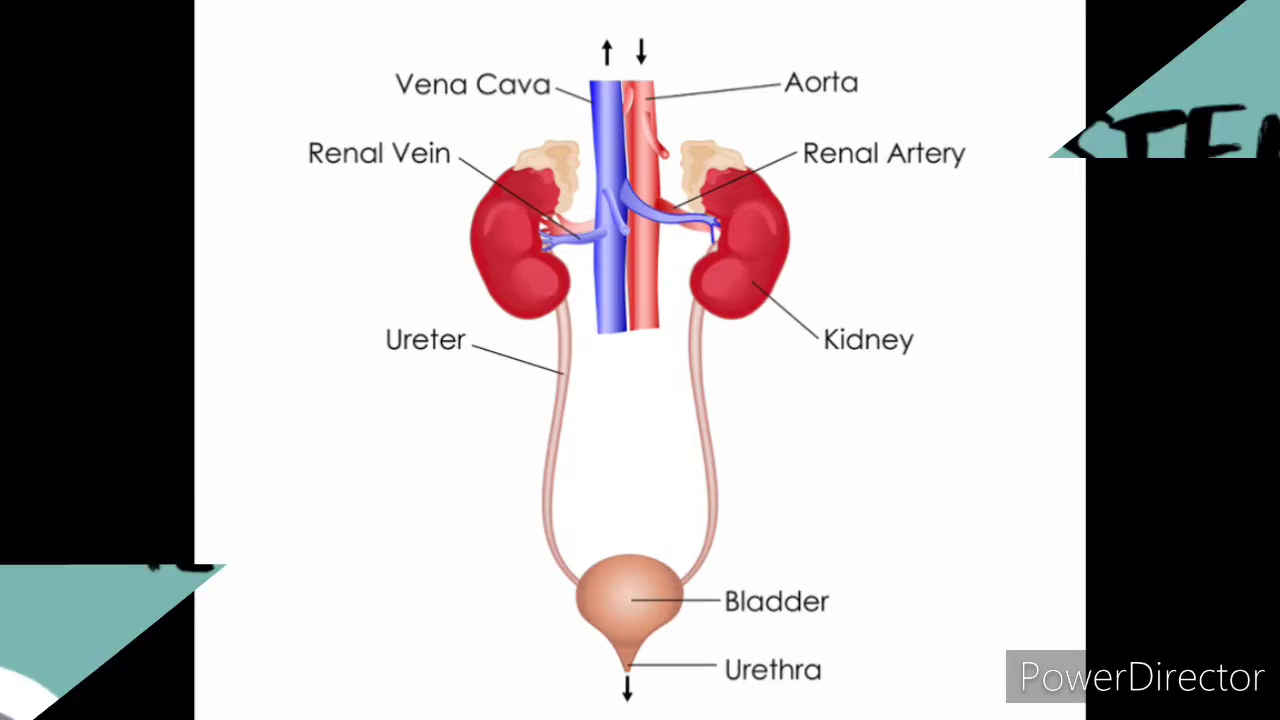 Vena Cava
Aorta
Renal Vein
Renal Artery
Ureter
Kidney
Bladder
Urethra
PowerDirector